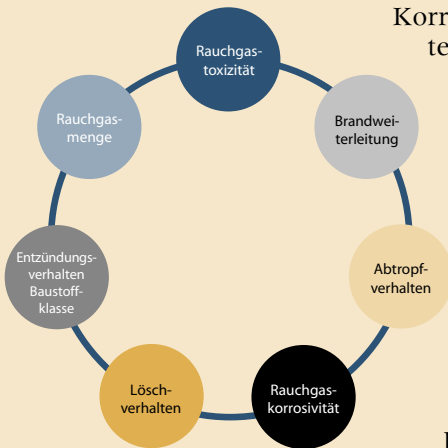 Korr
te
Rauchgas-
toxizität
Rauchgas-
menge
Brandwei-
terleitung
Entzündungs-
verhalten
Baustoff-
klasse
Abtropf-
verhalten
Lösch-
verhalten
Rauchgas-
korrosivität